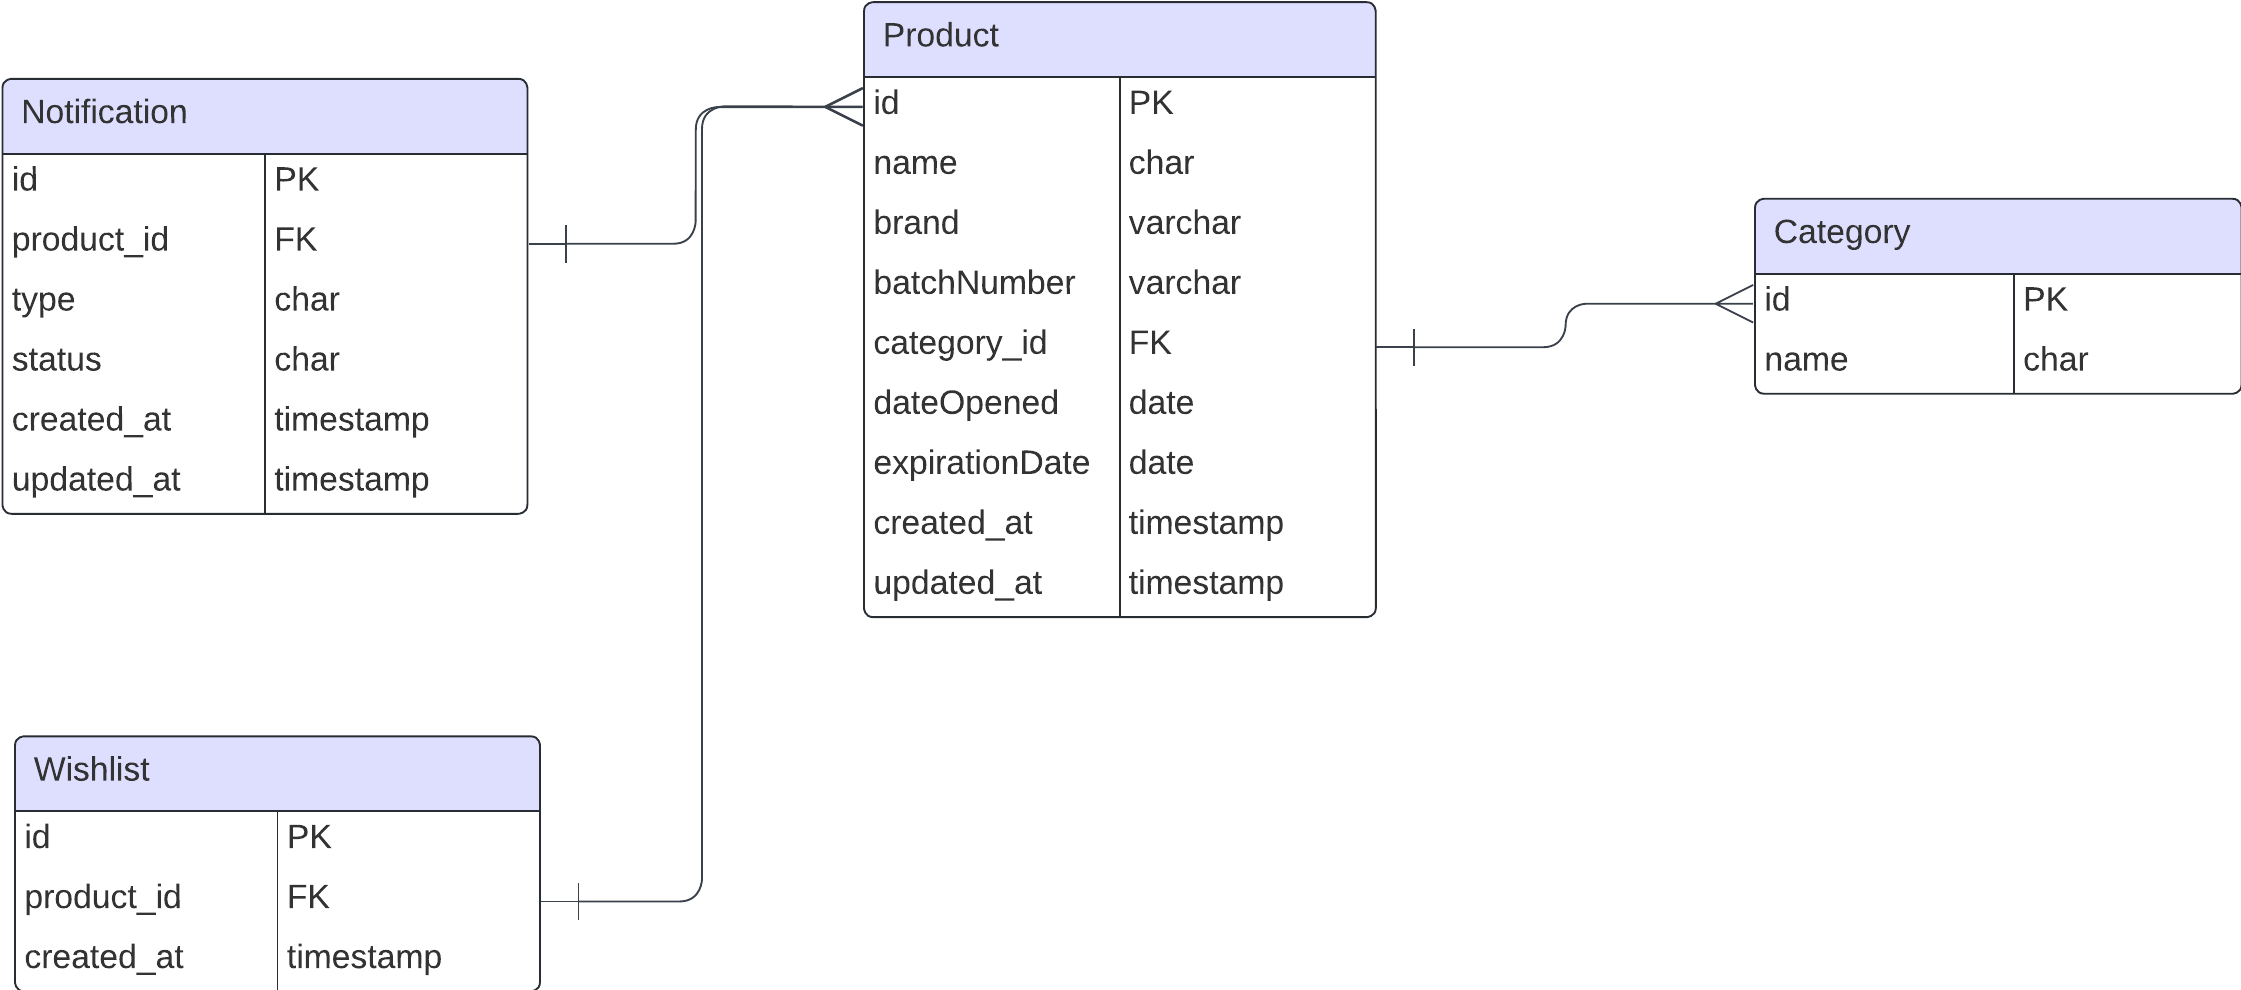 Notification
id PK
product_id FK
type char
status char
created_at timestamp
updated_at timestamp
Product
id PK
name char
brand varchar
batchNumber varchar
category_id FK
dateOpened date
expirationDate date
created_at timestamp
updated_at timestamp
Category
id PK
name char
Wishlist
id PK
product_id FK
created_at timestamp